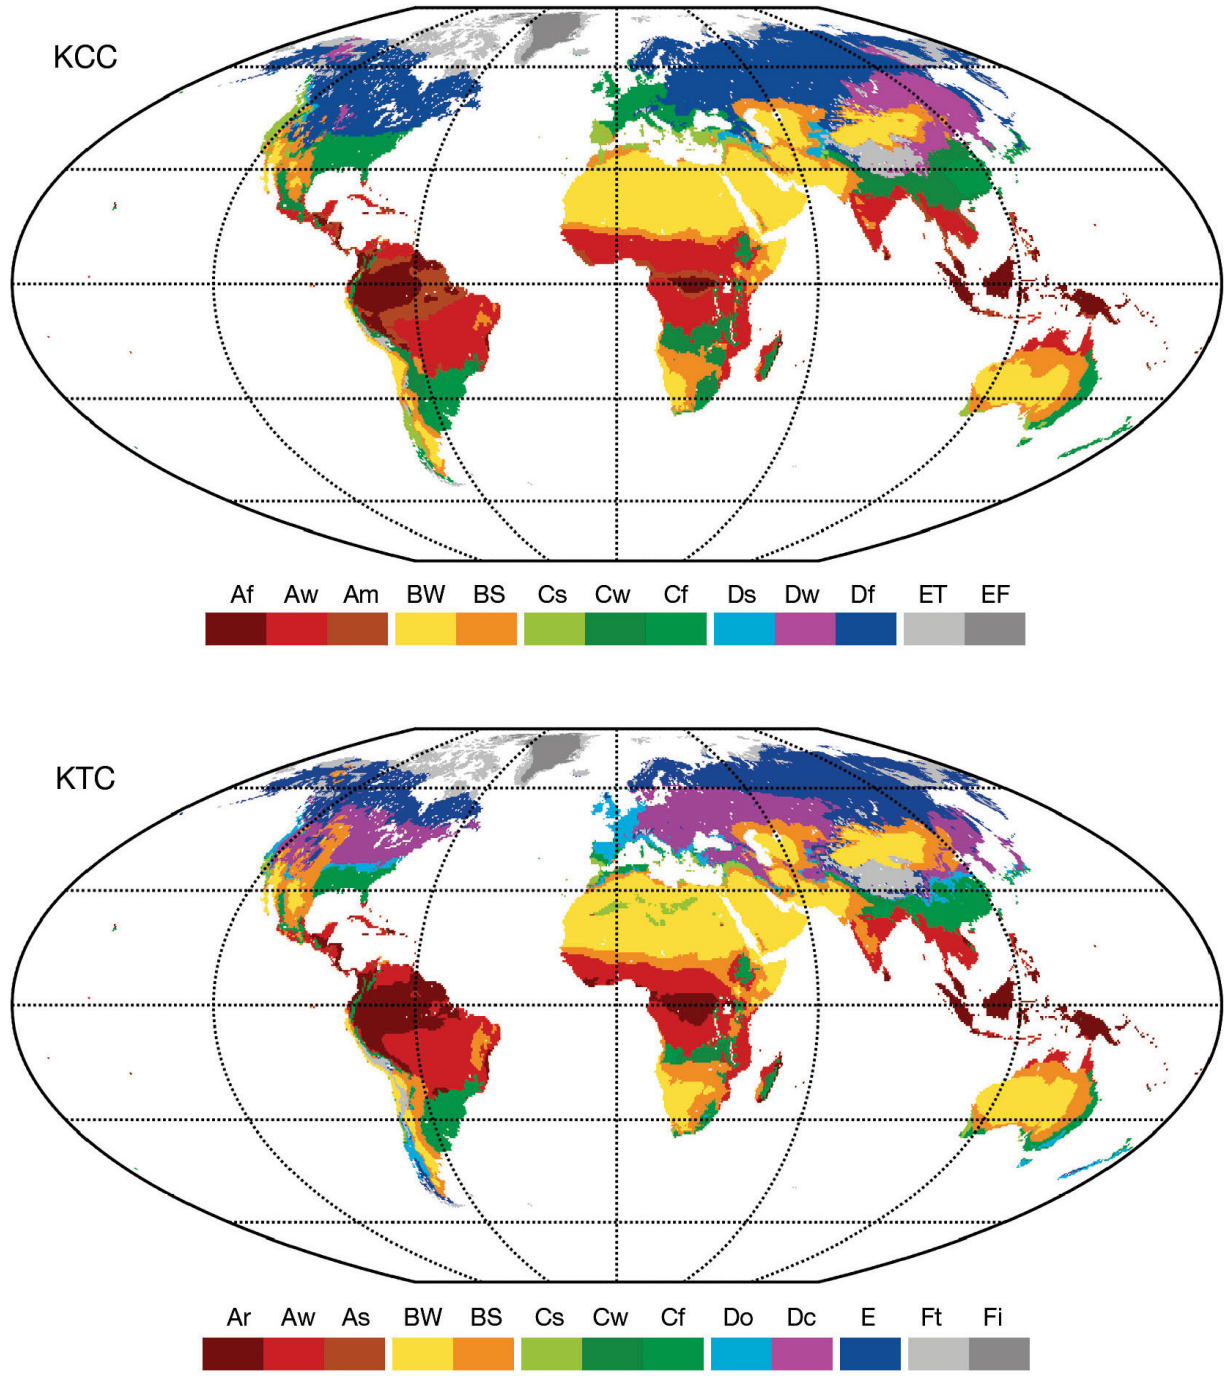 KCC
Af Aw Am BW BS Cs Cw Cf Ds Dw Df ET EF
KTC
Ar Aw As BW BS Cs Cw Cf Do Dc E Ft Fi